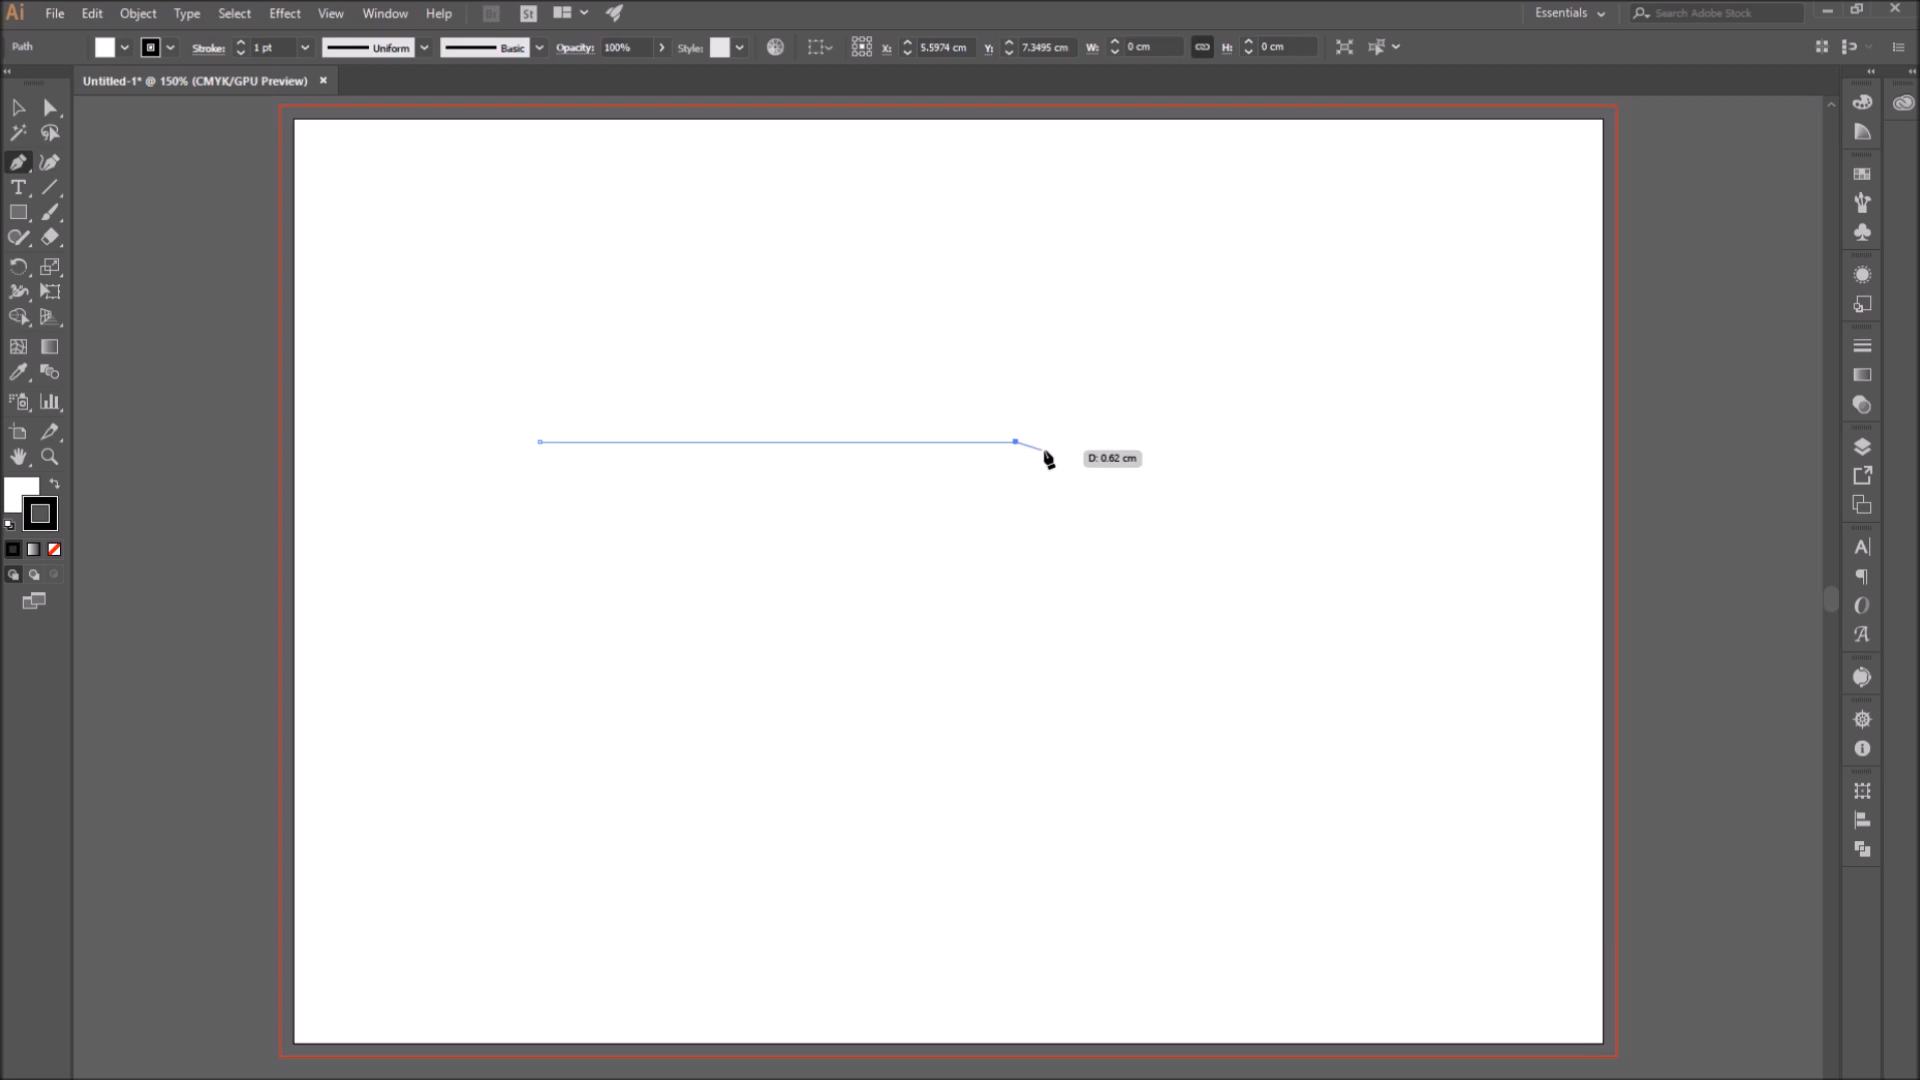 Ai File Edit Object Type Select Effect View Window Help Br St Essentials Search Adobe Stock
Path Stroke: 1 pt Uniform Basic Opacity: 100% Style: X: 5.5974 cm Y: 7.3495 cm W: 0 cm H: 0 cm
Untitled-1* @ 150% (CMYK/GPU Preview)
D: 0.62 cm